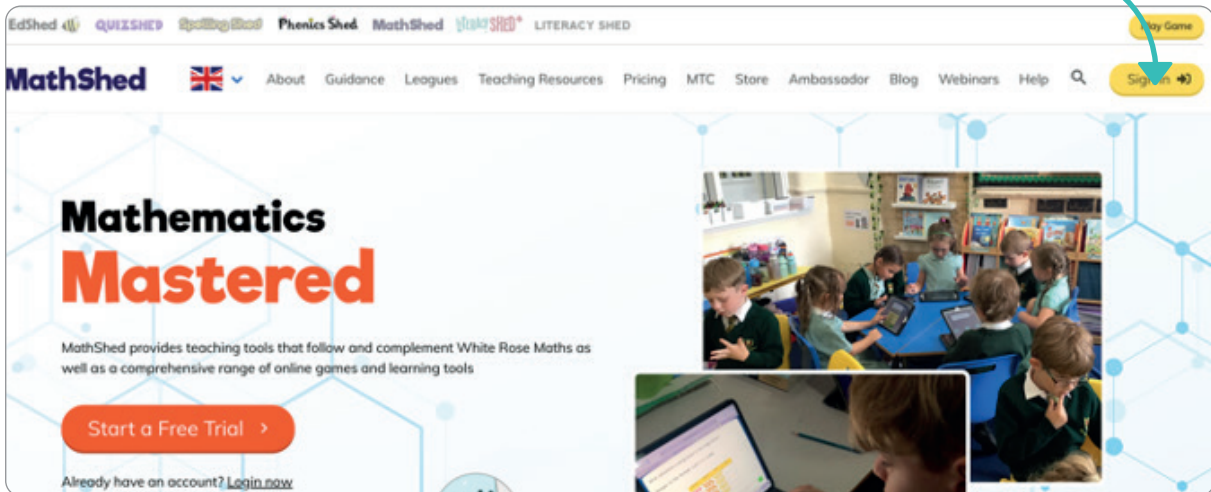 EdShed QUIZSHED Spelling Shed Phonics Shed MathShed LITERACY SHED
Play Game
MathShed About Guidance Leagues Teaching Resources Pricing MTC Store Ambassador Blog Webinars Help Sign In
Mathematics
Mastered
MathShed provides teaching tools that follow and complement White Rose Maths as
well as a comprehensive range of online games and learning tools
Start a Free Trial >
Already have an account? Login now